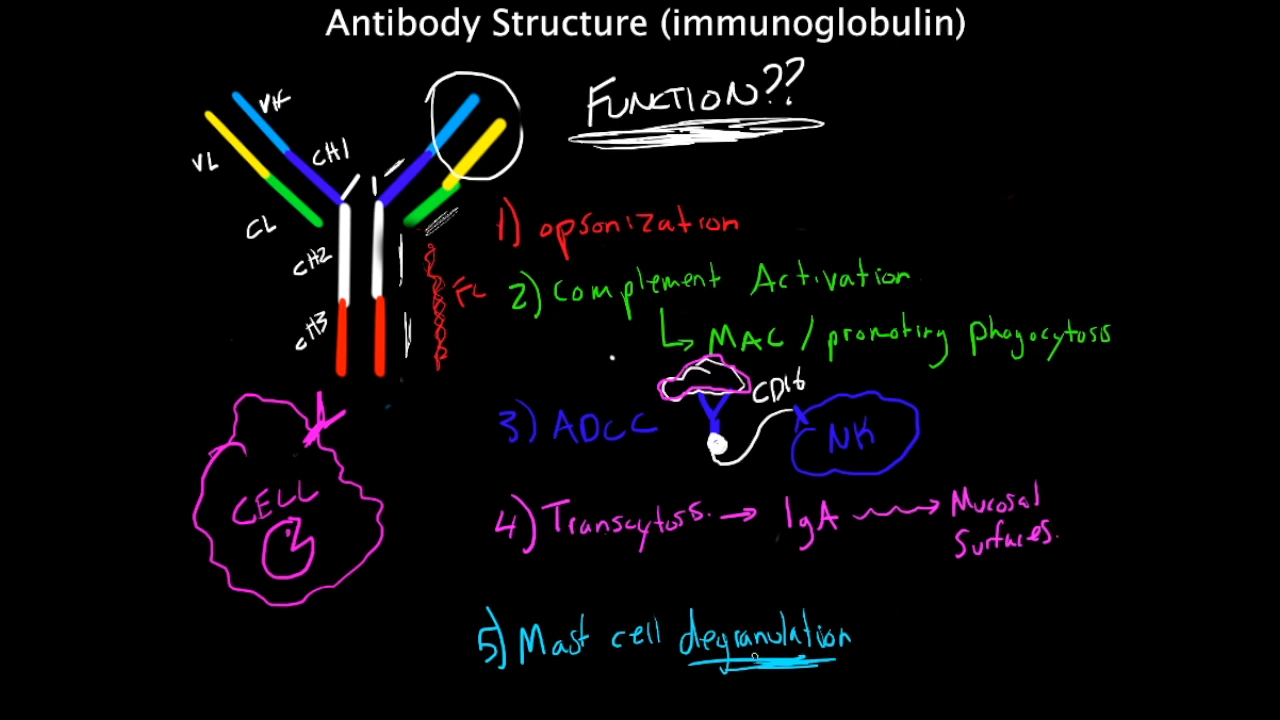 Antibody Structure (immunoglobulin)
FUNCTION??
VH
VL
CH1
CL
CH2
CH3
FC
1) opsonization
2) Complement Activation
MAC / promoting phagocytosis
3) ADCC
CD16
NK
CELL
4) Transcytosis. → IgA → Mucosal
Surfaces.
5) Mast cell degranulation